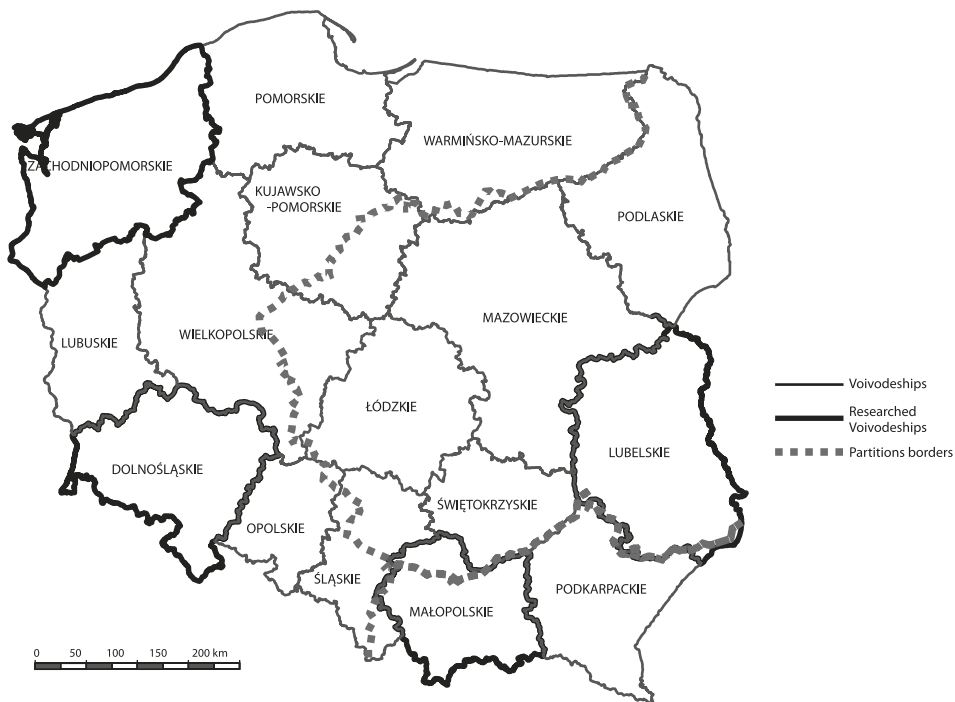 POMORSKIE
WARMIŃSKO-MAZURSKIE
ZACHODNIOPOMORSKIE
KUJAWSKO
-POMORSKIE
PODLASKIE
MAZOWIECKIE
WIELKOPOLSKIE
LUBUSKIE
ŁÓDZKIE
LUBELSKIE
DOLNOŚLĄSKIE
ŚWIĘTOKRZYSKIE
OPOLSKIE
ŚLĄSKIE
PODKARPACKIE
MAŁOPOLSKIE
Voivodeships
Researched
Voivodeships
Partitions borders
0 50 100 150 200 km